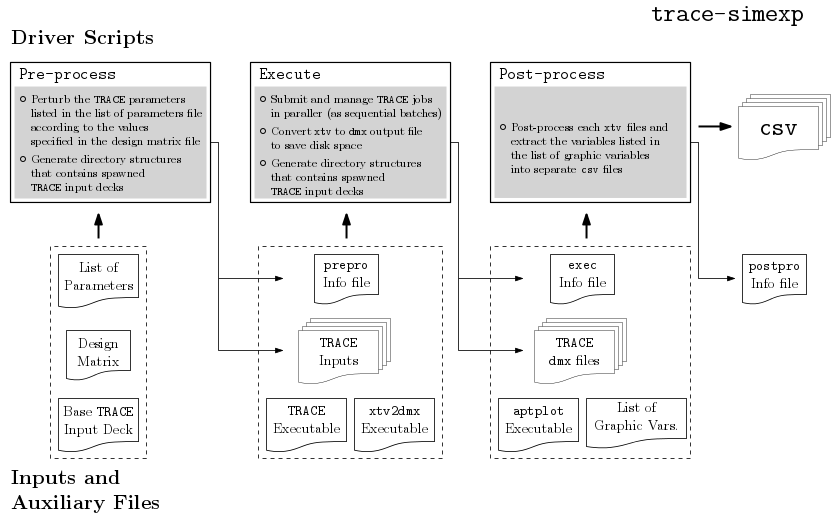 trace-simexp
Driver Scripts
Pre-process
Perturb the TRACE parameters
listed in the list of parameters file
according to the values
specified in the design matrix file
Generate directory structures
that contains spawned
TRACE input decks
Execute
Submit and manage TRACE jobs
in paraller (as sequential batches)
Convert xtv to dmx output file
to save disk space
Generate directory structures
that contains spawned
TRACE input decks
Post-process
Post-process each xtv files and
extract the variables listed in
the list of graphic variables
into separate csv files
csv
List of
Parameters
Design
Matrix
Base TRACE
Input Deck
prepro
Info file
TRACE
Inputs
TRACE
Executable
xtv2dmx
Executable
exec
Info file
TRACE
dmx files
aptplot
Executable
List of
Graphic Vars.
postpro
Info file
Inputs and
Auxiliary Files